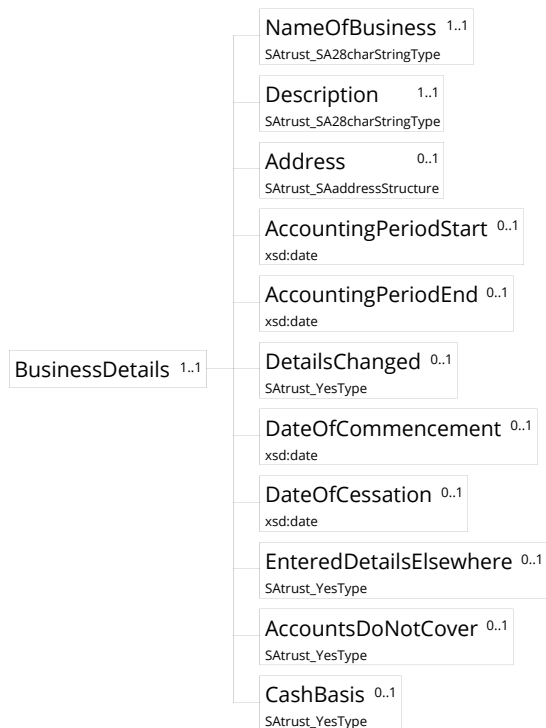 NameOfBusiness 1..1
SAtrust_SA28charStringType
Description 1..1
SAtrust_SA28charStringType
Address 0..1
SAtrust_SAaddressStructure
AccountingPeriodStart 0..1
xsd:date
AccountingPeriodEnd 0..1
xsd:date
BusinessDetails 1..1
DetailsChanged 0..1
SAtrust_YesType
DateOfCommencement 0..1
xsd:date
DateOfCessation 0..1
xsd:date
EnteredDetailsElsewhere 0..1
SAtrust_YesType
AccountsDoNotCover 0..1
SAtrust_YesType
CashBasis 0..1
SAtrust_YesType